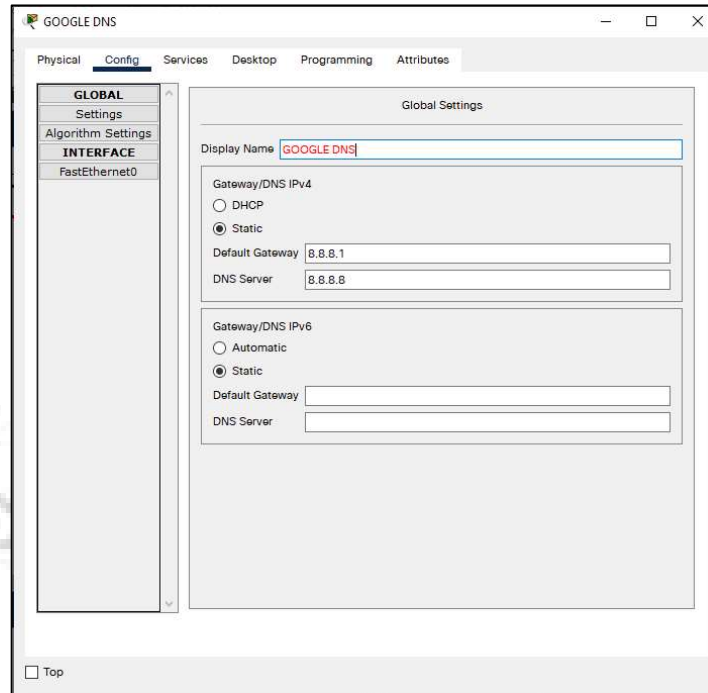 GOOGLE DNS
Physical Config Services Desktop Programming Attributes
GLOBAL
Settings
Algorithm Settings
INTERFACE
FastEthernet0
Global Settings
Display Name GOOGLE DNS
Gateway/DNS IPv4
DHCP
Static
Default Gateway 8.8.8.1
DNS Server 8.8.8.8
Gateway/DNS IPv6
Automatic
Static
Default Gateway
DNS Server
Top